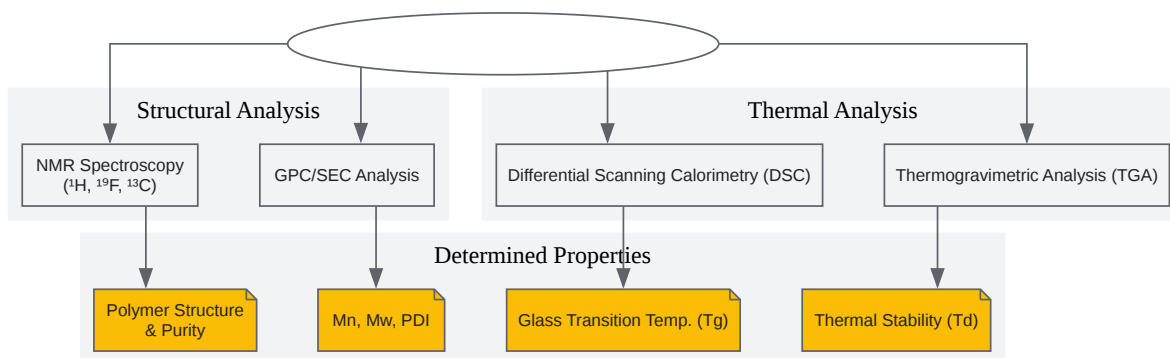 Structural Analysis
Thermal Analysis
NMR Spectroscopy
(¹H, ¹⁹F, ¹³C)
GPC/SEC Analysis
Differential Scanning Calorimetry (DSC)
Thermogravimetric Analysis (TGA)
Determined Properties
Polymer Structure
& Purity
Mn, Mw, PDI
Glass Transition Temp. (Tg)
Thermal Stability (Td)